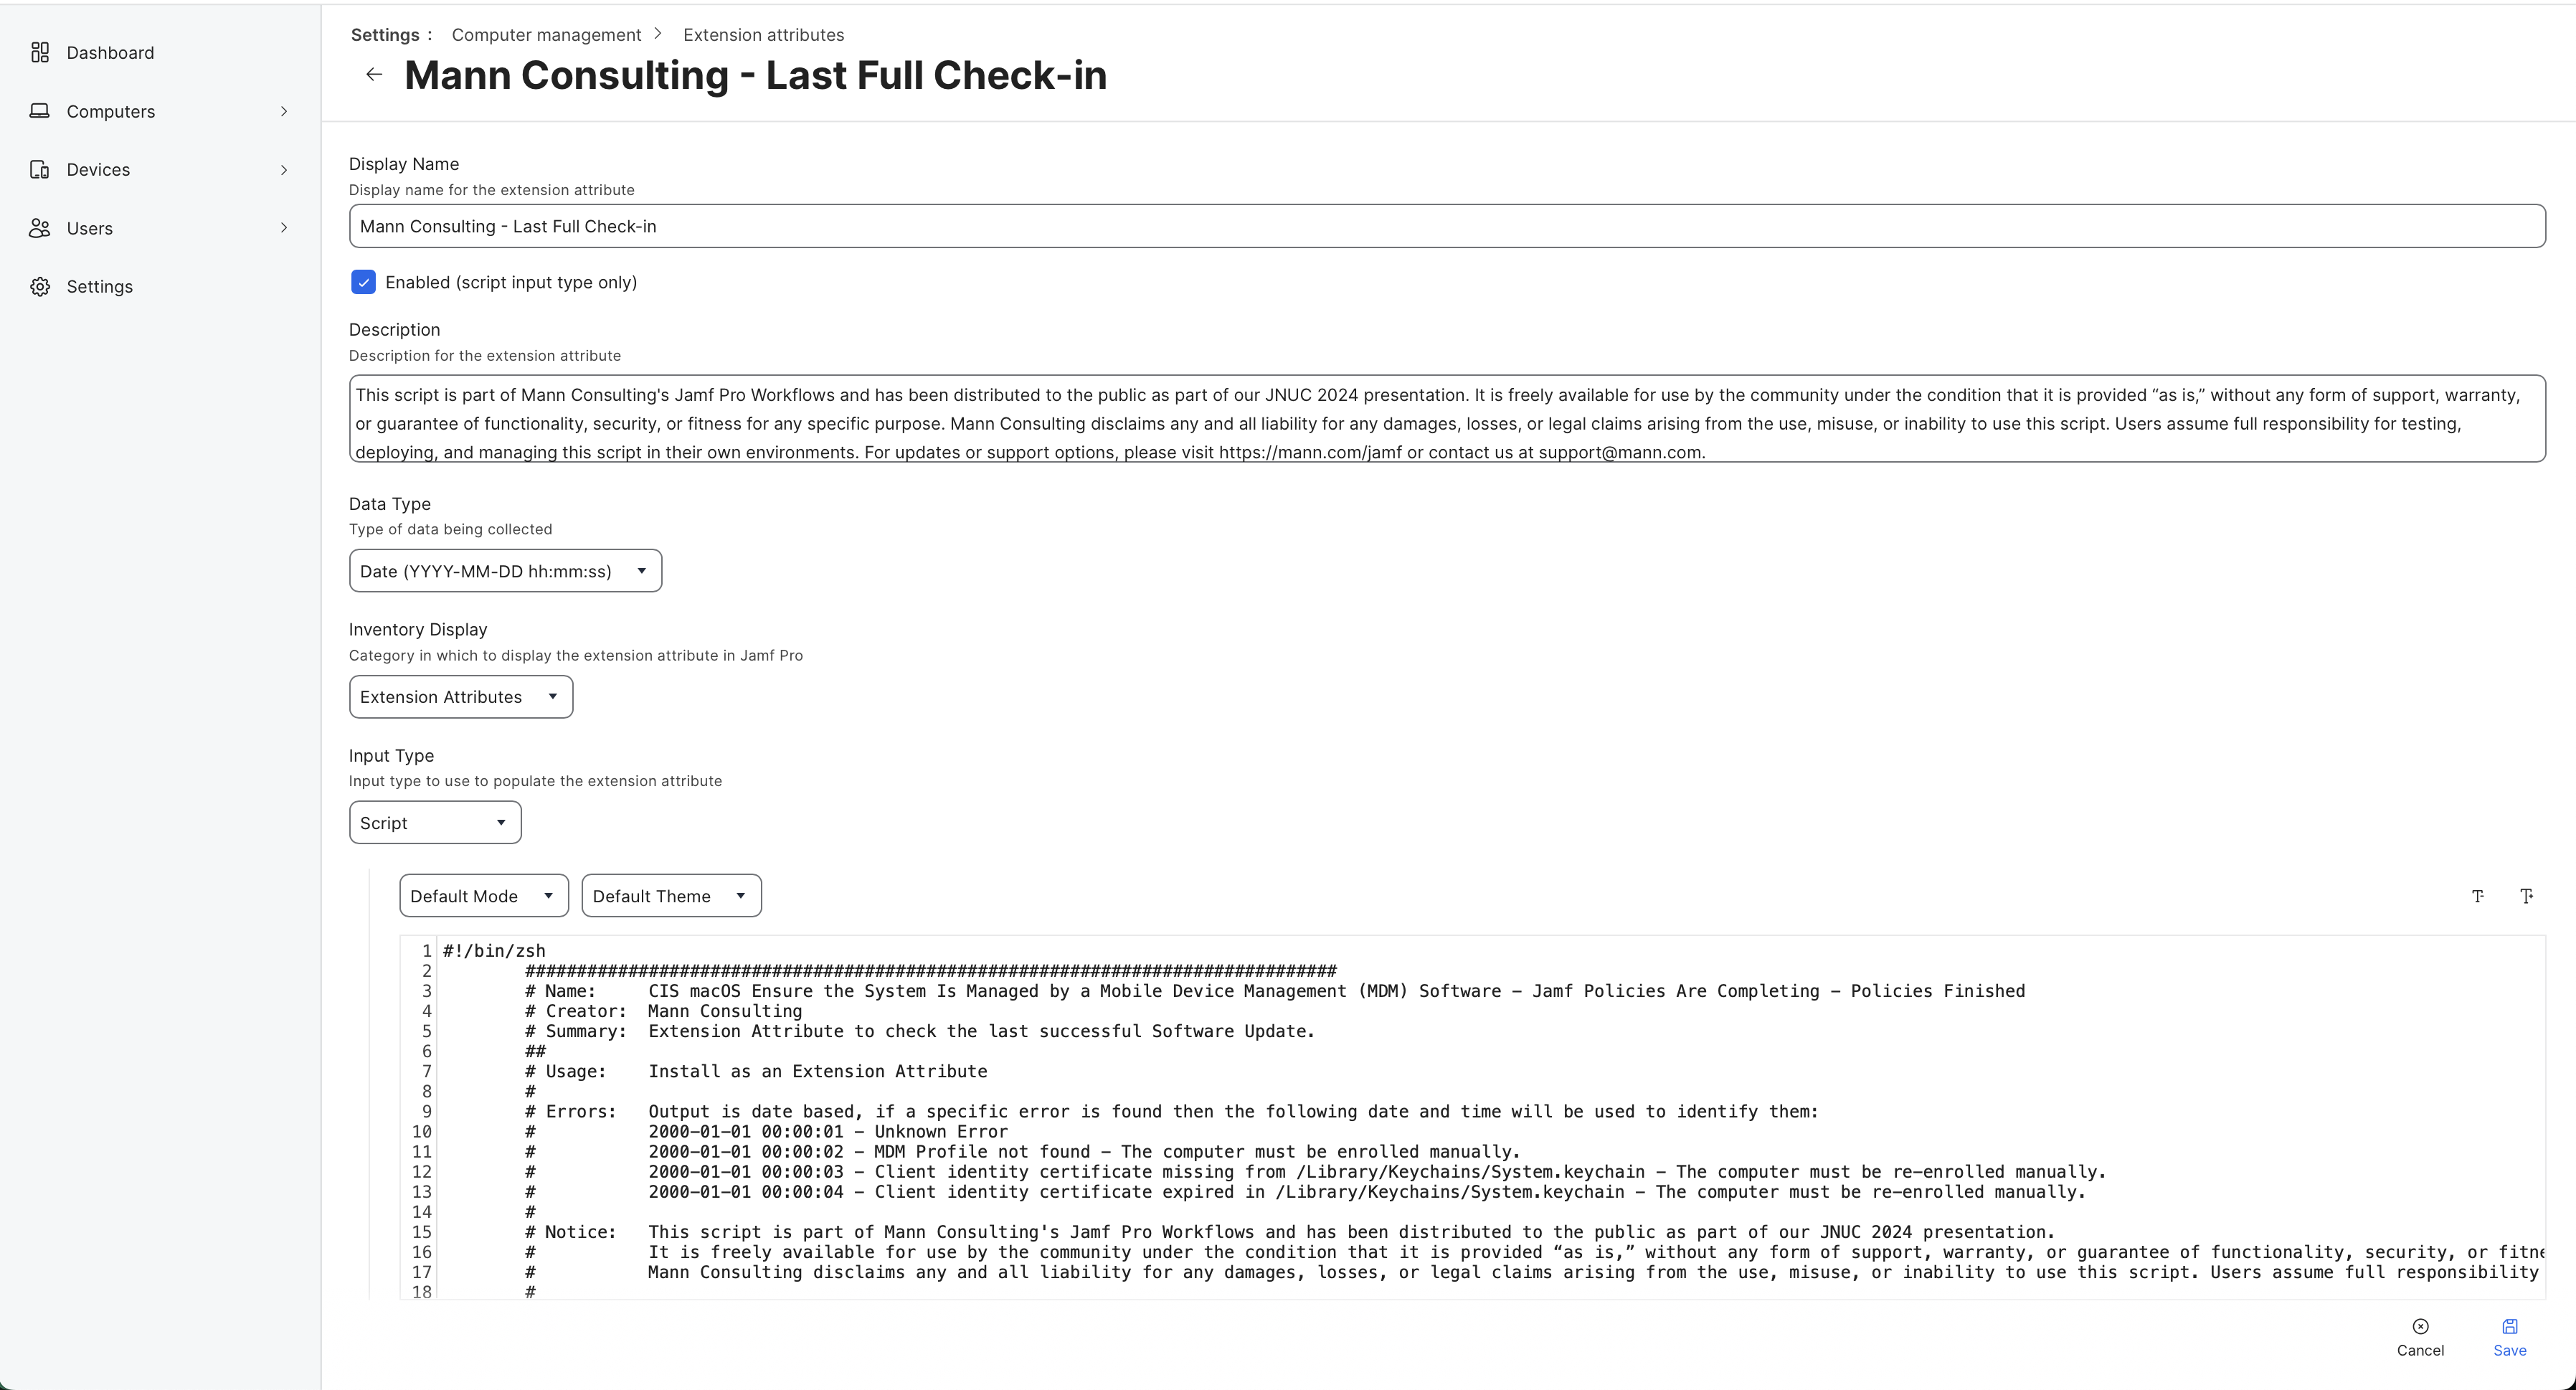 Dashboard
Computers
Devices
Users
Settings
Settings : Computer management > Extension attributes
Mann Consulting - Last Full Check-in
Display Name
Display name for the extension attribute
Mann Consulting - Last Full Check-in
Enabled (script input type only)
Description
Description for the extension attribute
This script is part of Mann Consulting's Jamf Pro Workflows and has been distributed to the public as part of our JNUC 2024 presentation. It is freely available for use by the community under the condition that it is provided “as is,” without any form of support, warranty,
or guarantee of functionality, security, or fitness for any specific purpose. Mann Consulting disclaims any and all liability for any damages, losses, or legal claims arising from the use, misuse, or inability to use this script. Users assume full responsibility for testing,
deploying, and managing this script in their own environments. For updates or support options, please visit https://mann.com/jamf or contact us at support@mann.com.
Data Type
Type of data being collected
Date (YYYY-MM-DD hh:mm:ss)
Inventory Display
Category in which to display the extension attribute in Jamf Pro
Extension Attributes
Input Type
Input type to use to populate the extension attribute
Script
Default Mode Default Theme
1 #!/bin/zsh
2 ###############################################################################
3 # Name: CIS macOS Ensure the System Is Managed by a Mobile Device Management (MDM) Software – Jamf Policies Are Completing – Policies Finished
4 # Creator: Mann Consulting
5 # Summary: Extension Attribute to check the last successful Software Update.
6 ##
7 # Usage: Install as an Extension Attribute
8 #
9 # Errors: Output is date based, if a specific error is found then the following date and time will be used to identify them:
10 # 2000-01-01 00:00:01 – Unknown Error
11 # 2000-01-01 00:00:02 – MDM Profile not found – The computer must be enrolled manually.
12 # 2000-01-01 00:00:03 – Client identity certificate missing from /Library/Keychains/System.keychain – The computer must be re-enrolled manually.
13 # 2000-01-01 00:00:04 – Client identity certificate expired in /Library/Keychains/System.keychain – The computer must be re-enrolled manually.
14 #
15 # Notice: This script is part of Mann Consulting's Jamf Pro Workflows and has been distributed to the public as part of our JNUC 2024 presentation.
16 # It is freely available for use by the community under the condition that it is provided “as is,” without any form of support, warranty, or guarantee of functionality, security, or fitne
17 # Mann Consulting disclaims any and all liability for any damages, losses, or legal claims arising from the use, misuse, or inability to use this script. Users assume full responsibility
18 #
Cancel Save